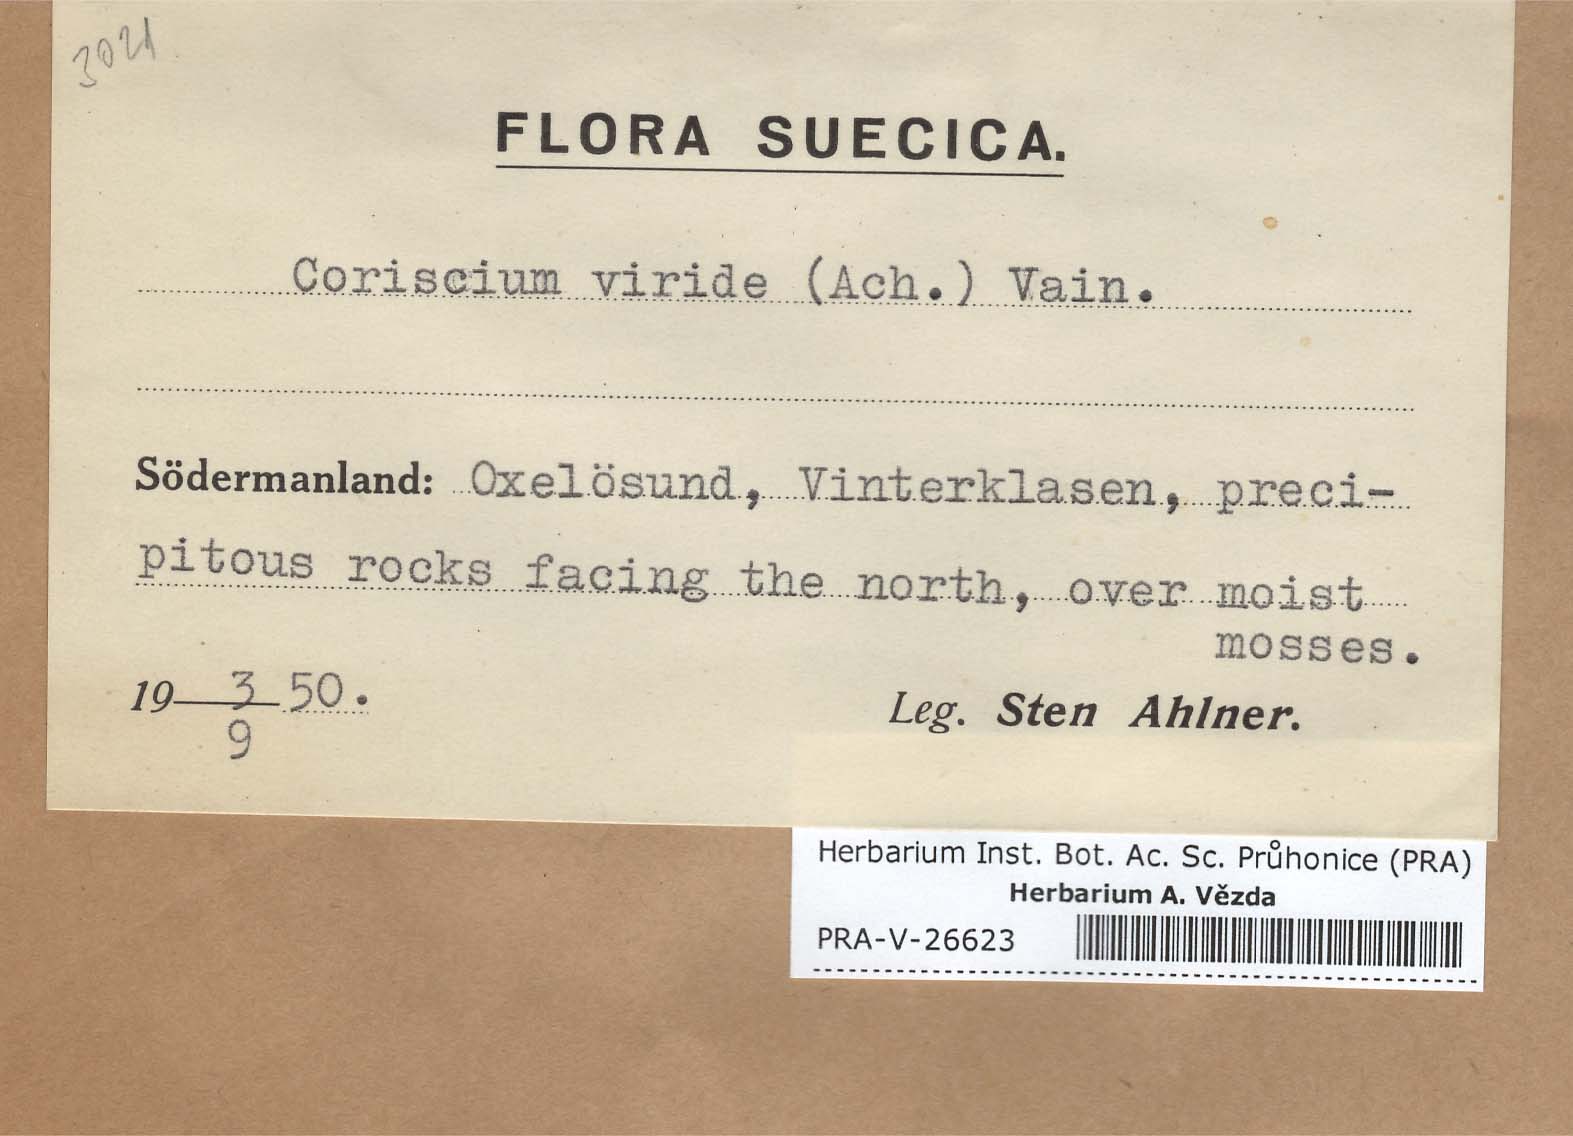 3021
FLORA SUECICA.
Coriscium viride (Ach.) Vain.
Södermanland: Oxelösund, Vinterklasen, preci-
pitous rocks facing the north, over moist
mosses.
19 3/9 50.
Leg. Sten Ahlner.
Herbarium Inst. Bot. Ac. Sc. Průhonice (PRA)
Herbarium A. Vězda
PRA-V-26623